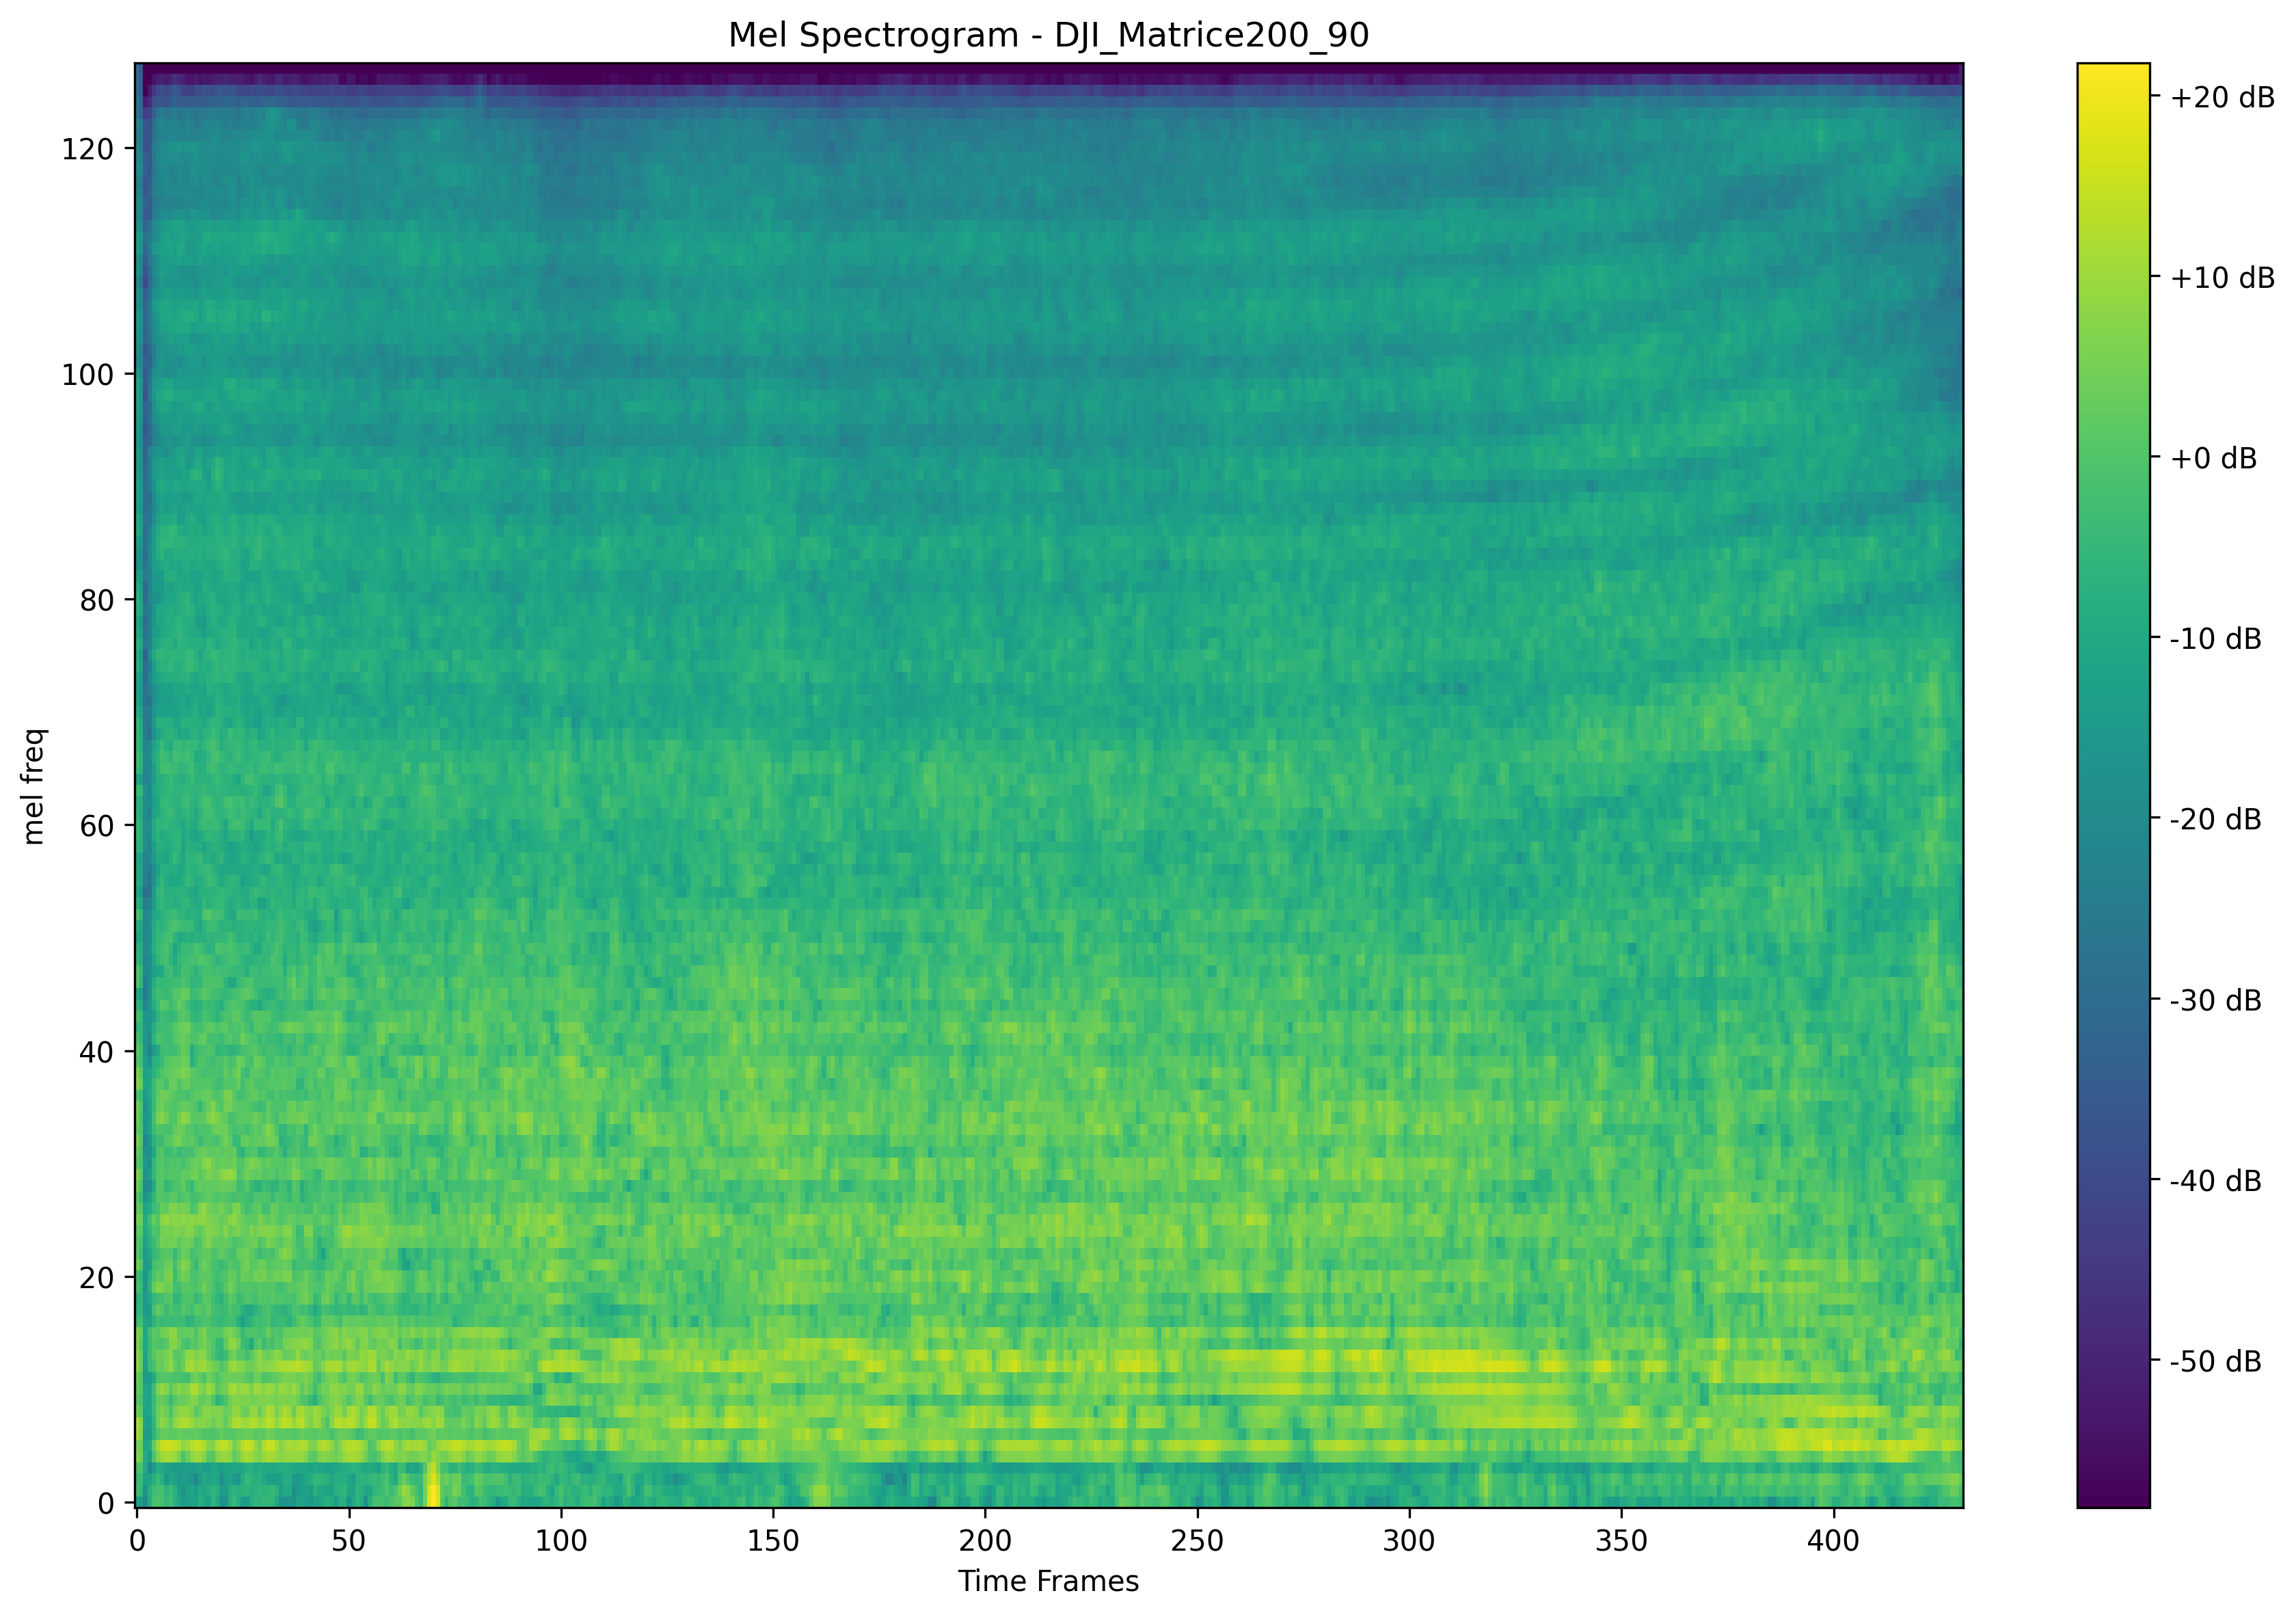 Mel Spectrogram - DJI_Matrice200_90
mel freq
120
100
80
60
40
20
0
0 50 100 150 200 250 300 350 400
Time Frames
+20 dB
+10 dB
+0 dB
-10 dB
-20 dB
-30 dB
-40 dB
-50 dB